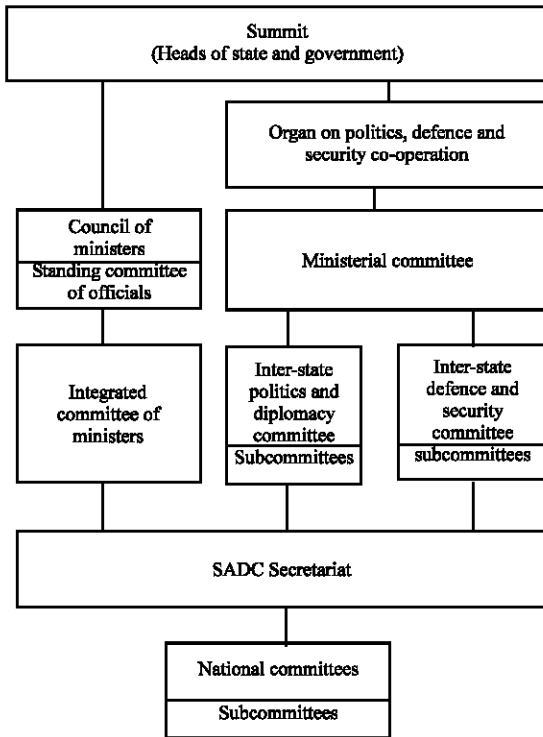 Summit
(Heads of state and government)
Organ on politics, defence and
security co-operation
Council of
ministers
Standing committee
of officials
Ministerial committee
Integrated
committee of
ministers
Inter-state
politics and
diplomacy
committee
Subcommittees
Inter-state
defence and
security
committee
subcommittees
SADC Secretariat
National committees
Subcommittees